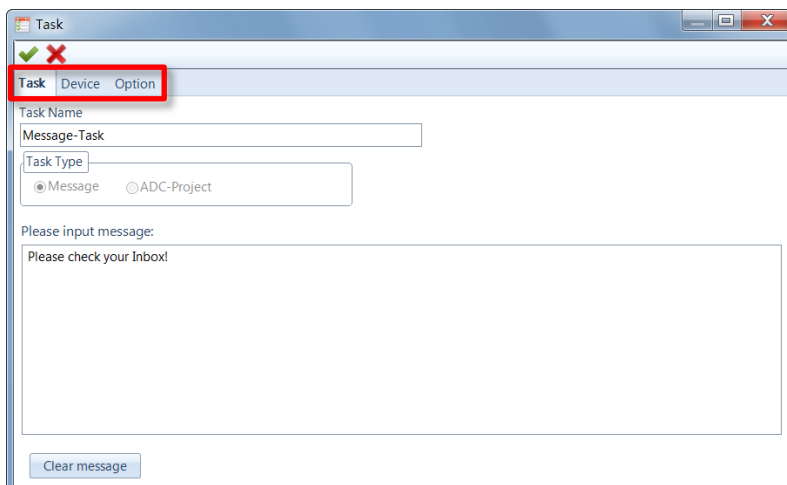 Task
Task Device Option
Task Name
Message-Task
Task Type
Message ADC-Project
Please input message:
Please check your Inbox!
Clear message